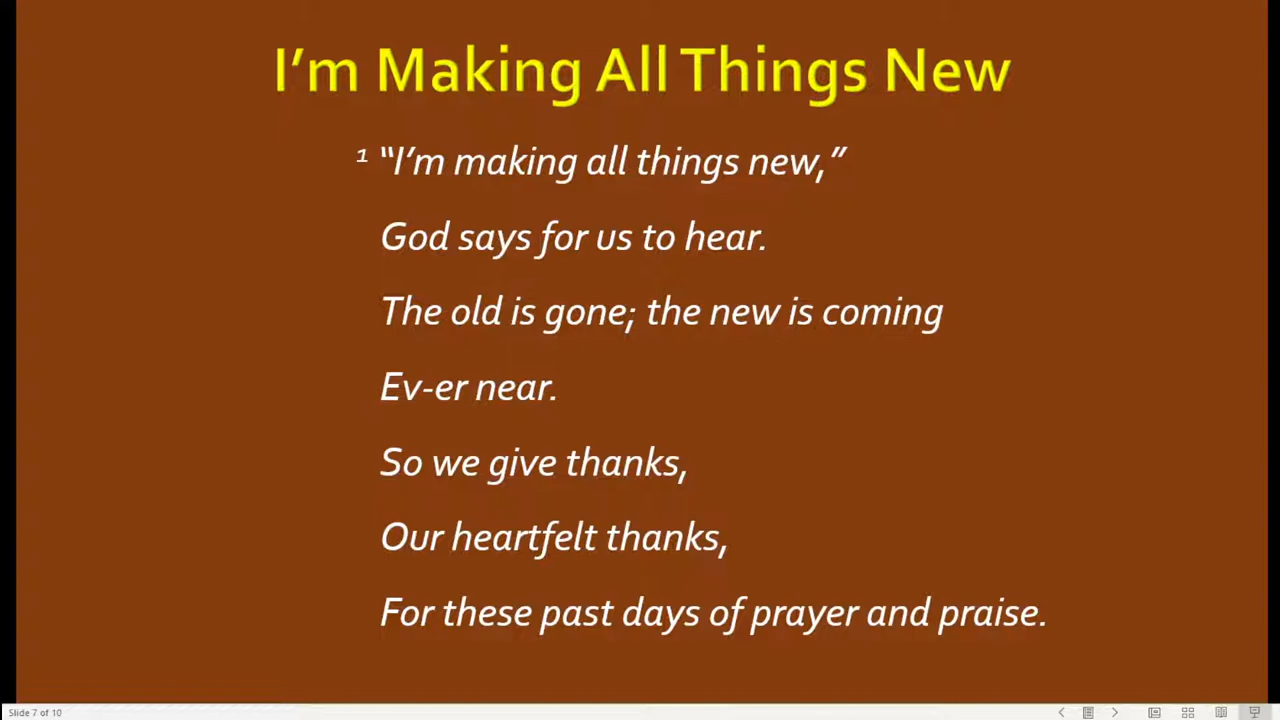 I’m Making All Things New
1 “I’m making all things new,”
God says for us to hear.
The old is gone; the new is coming
Ev-er near.
So we give thanks,
Our heartfelt thanks,
For these past days of prayer and praise.
Slide 7 of 10